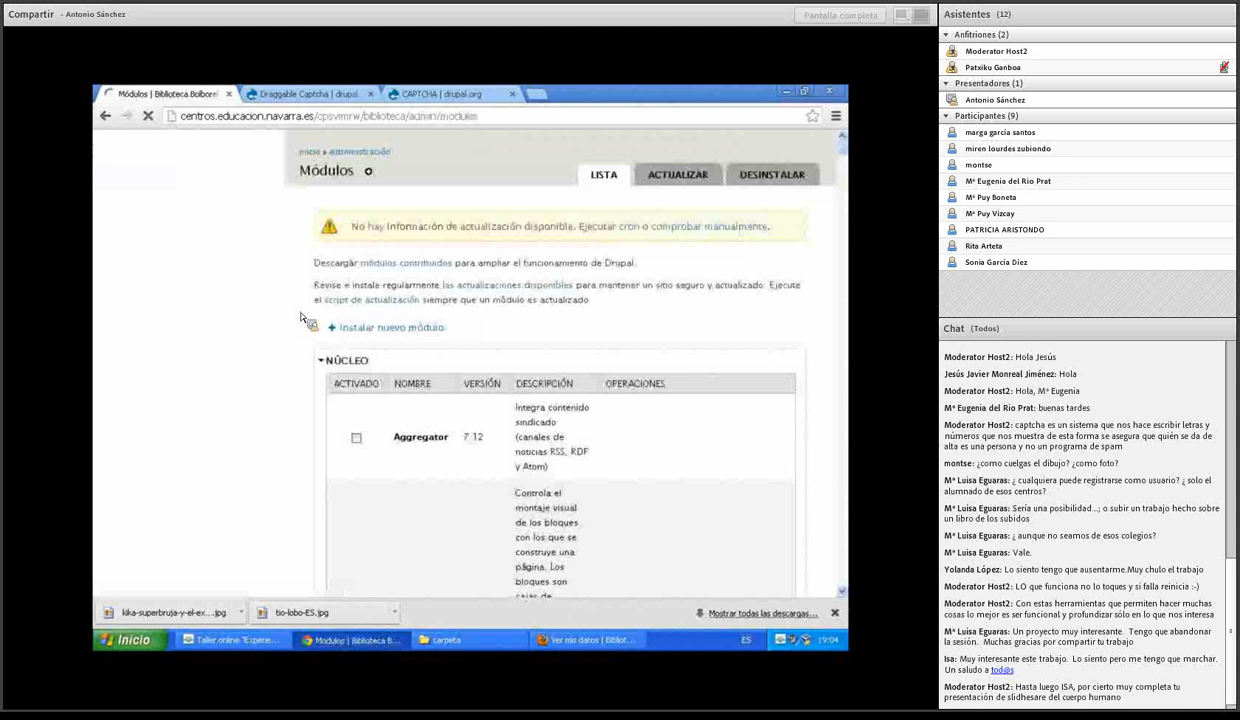 Compartir - Antonio Sánchez
Pantalla completa
Módulos | Biblioteca Bolborei
Draggable Captcha | drupal
CAPTCHA | drupal.org
centros.educacion.navarra.es/cpsvimrw/biblioteca/admin/modules
Inicio » Administración
Módulos
LISTA
ACTUALIZAR
DESINSTALAR
No hay Información de actualización disponible. Ejecutar cron o comprobar manualmente.
Descargár módulos contribuidos para ampliar el funcionamiento de Drupal.
Revise e instale regularmente las actualizaciones disponibles para mantener un sitio seguro y actualizado. Ejecute
el script de actualización siempre que un módulo es actualizado
+ Instalar nuevo módulo
NÚCLEO
ACTIVADO NOMBRE VERSIÓN DESCRIPCIÓN OPERACIONES
Integra contenido
sindicado
Aggregator 7.12 (canales de
noticias RSS, RDF
y Atom)
Controla el
montaje visual
de los bloques
con los que se
construye una
página. Los
bloques son
cajas de
kika-superbruja-y-el-ex....jpg
tio-lobo-ES.jpg
Mostrar todas las descargas...
Inicio
Taller online "Experie...
Módulos | Biblioteca B...
carpeta
Ver mis datos | Bibliot...
ES
19:04
Asistentes (12)
Anfitriones (2)
Moderator Host2
Patxiku Ganboa
Presentadores (1)
Antonio Sánchez
Participantes (9)
marga garcía santos
miren lourdes zubiondo
montse
Mª Eugenia del Rio Prat
Mª Puy Boneta
Mª Puy Vizcay
PATRICIA ARISTONDO
Rita Arteta
Sonia García Díez
Chat (Todos)
Moderator Host2: Hola Jesús
Jesús Javier Monreal Jiménez: Hola
Moderator Host2: Hola, Mª Eugenia
Mª Eugenia del Rio Prat: buenas tardes
Moderator Host2: captcha es un sistema que nos hace escribir letras y
números que nos muestra de esta forma se asegura que quién se da de
alta es una persona y no un programa de spam
montse: ¿como cuelgas el dibujo? ¿como foto?
Mª Luisa Eguaras: ¿ cualquiera puede registrarse como usuario? ¿ solo el
alumnado de esos centros?
Mª Luisa Eguaras: Sería una posibilidad...; o subir un trabajo hecho sobre
un libro de los subidos
Mª Luisa Eguaras: ¿ aunque no seamos de esos colegios?
Mª Luisa Eguaras: Vale.
Yolanda López: Lo siento tengo que ausentarme.Muy chulo el trabajo
Moderator Host2: LO que funciona no lo toques y si falla reinicia :-)
Moderator Host2: Con estas herramientas que permiten hacer muchas
cosas lo mejor es ser funcional y profundizar sólo en lo que nos interesa
Mª Luisa Eguaras: Un proyecto muy interesante. Tengo que abandonar
la sesión. Muchas gracias por compartir tu trabajo
Isa: Muy interesante este trabajo. Lo siento pero me tengo que marchar.
Un saludo a tod@s
Moderator Host2: Hasta luego ISA, por cierto muy completa tu
presentación de slidhesare del cuerpo humano